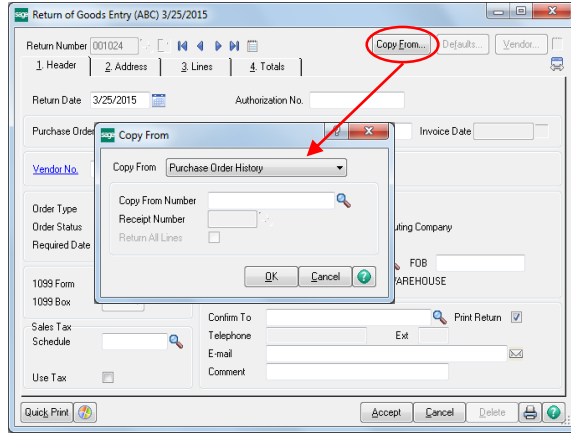 sage Return of Goods Entry (ABC) 3/25/2015
Return Number 001024 Copy From... Defaults... Vendor...
1. Header 2. Address 3. Lines 4. Totals
Return Date 3/25/2015 Authorization No.
Purchase Order Invoice Date
sage Copy From
Vendor No. Copy From Purchase Order History
Copy From Number
Order Type Receipt Number
Order Status Return All Lines uting Company
Required Date FOB
OK Cancel AREHOUSE
1099 Form
1099 Box
Sales Tax Confirm To Print Return
Schedule Telephone Ext
E-mail
Use Tax Comment
Quick Print Accept Cancel Delete